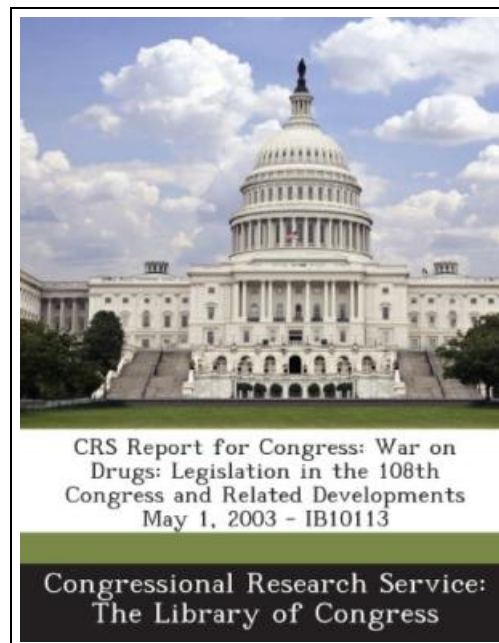 CRS Report for Congress: War on
Drugs: Legislation in the 108th
Congress and Related Developments
May 1, 2003 - IB10113
Congressional Research Service:
The Library of Congress